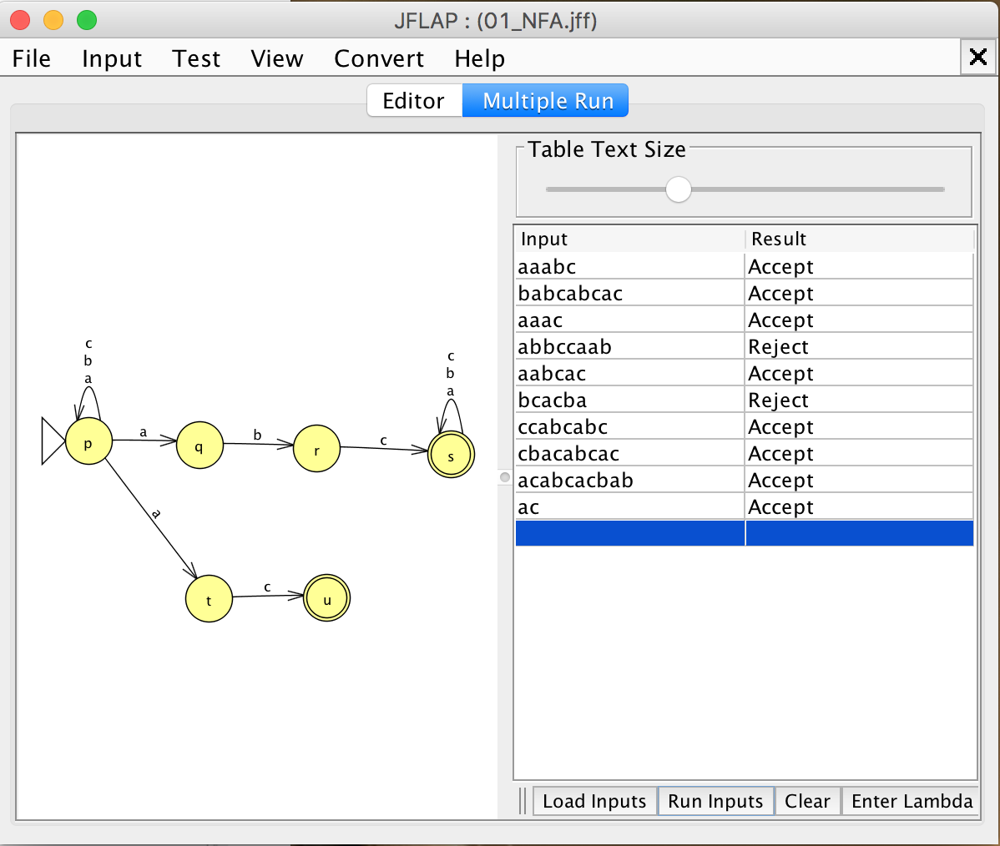 JFLAP : (01_NFA.jff)
File Input Test View Convert Help
Editor Multiple Run
Table Text Size
Input Result
aaabc Accept
babcabcac Accept
aaac Accept
abbccaab Reject
aabcac Accept
bcacba Reject
ccabcabc Accept
cbacabcac Accept
acabcacbab Accept
ac Accept
c
b
a
c
b
a
p a q b r c s
a
t c u
Load Inputs Run Inputs Clear Enter Lambda